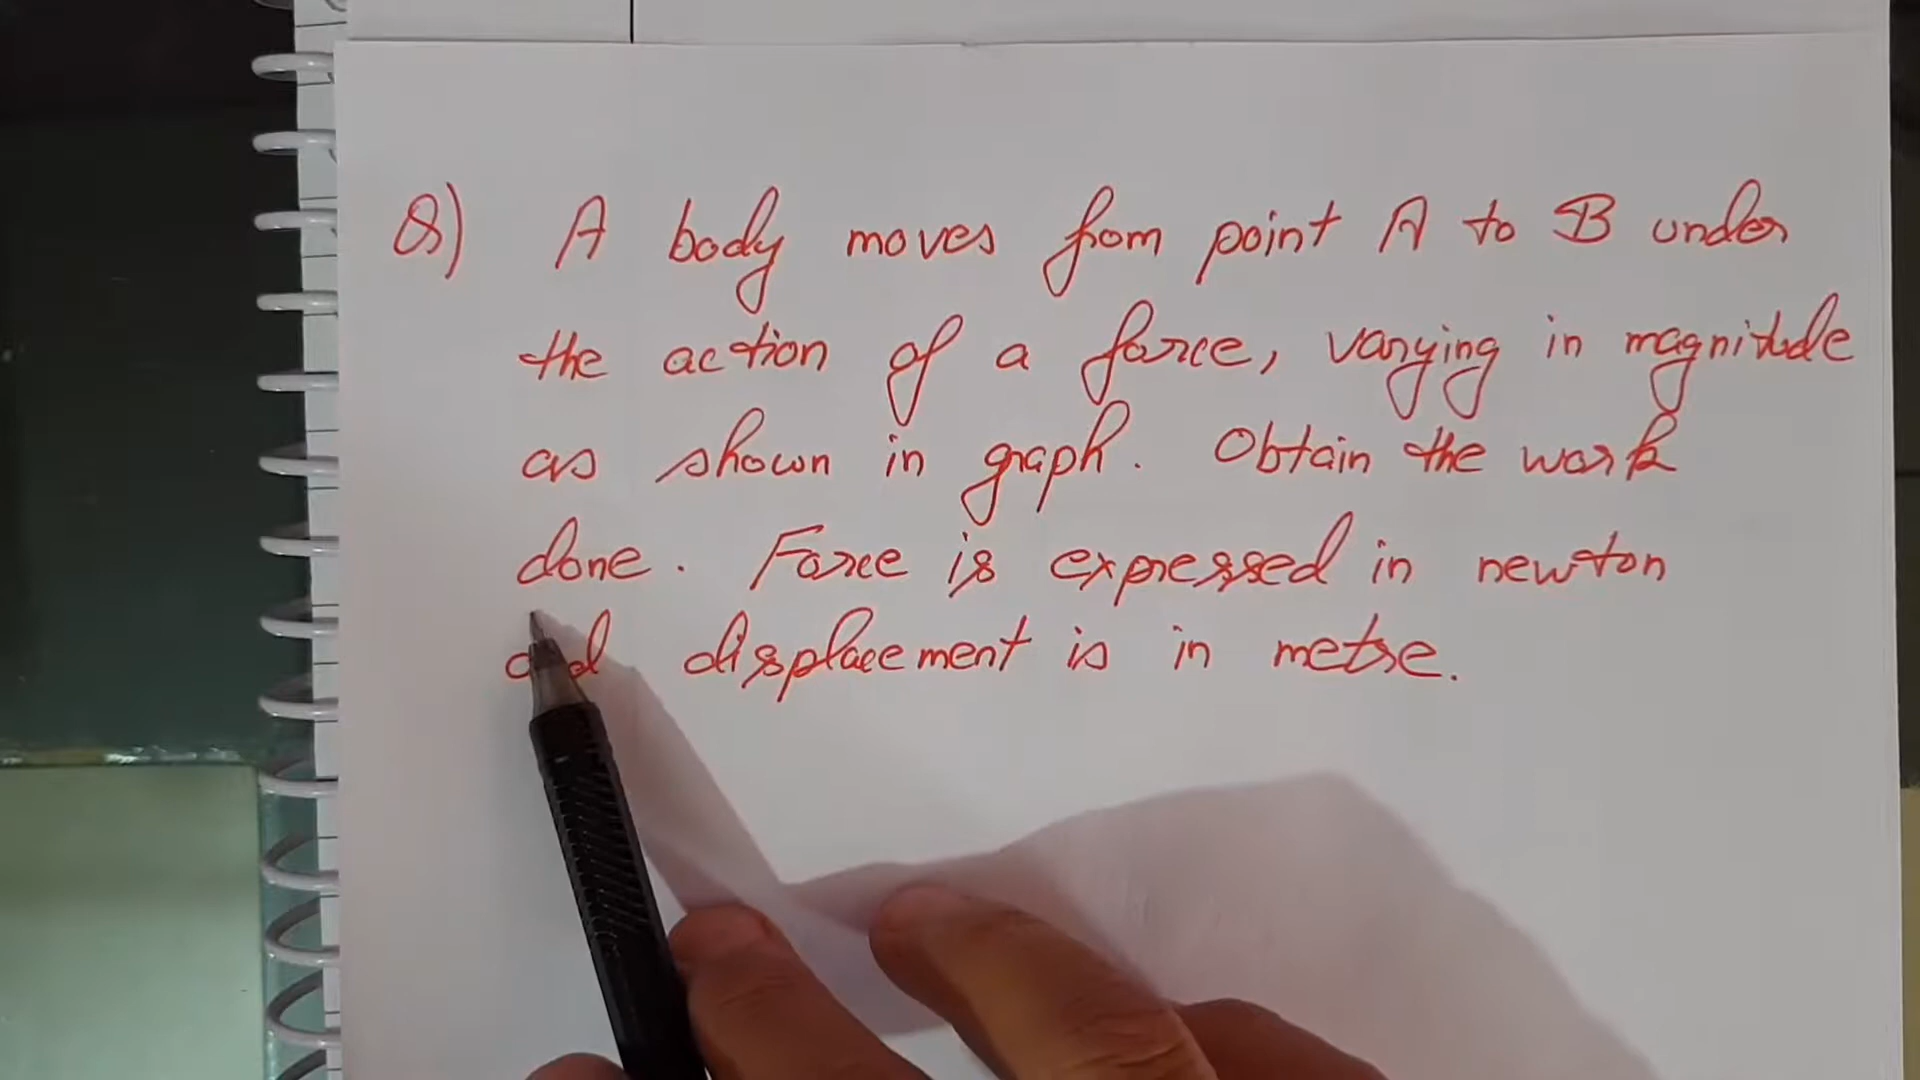 Q) A body moves from point A to B under
the action of a force, varying in magnitude
as shown in graph. Obtain the work
done. Force is expressed in newton
and displacement is in metre.